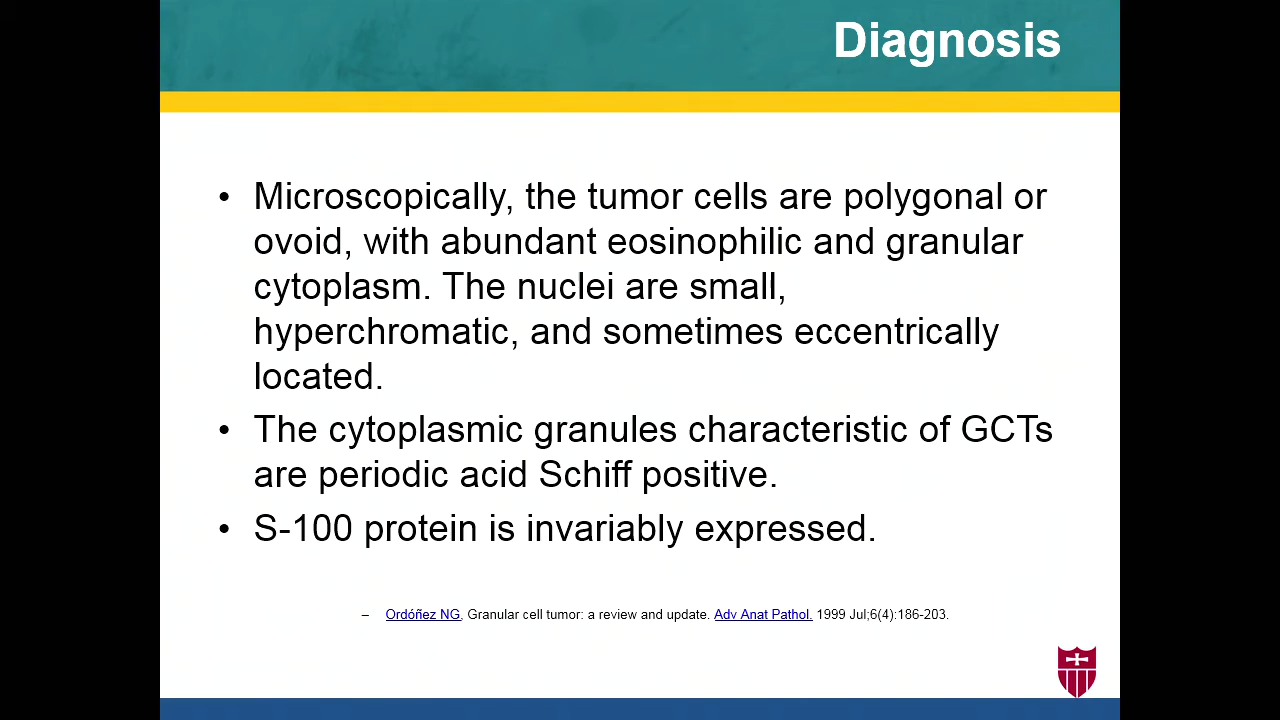 Diagnosis
• Microscopically, the tumor cells are polygonal or
ovoid, with abundant eosinophilic and granular
cytoplasm. The nuclei are small,
hyperchromatic, and sometimes eccentrically
located.
• The cytoplasmic granules characteristic of GCTs
are periodic acid Schiff positive.
• S-100 protein is invariably expressed.
– Ordóñez NG, Granular cell tumor: a review and update. Adv Anat Pathol. 1999 Jul;6(4):186-203.